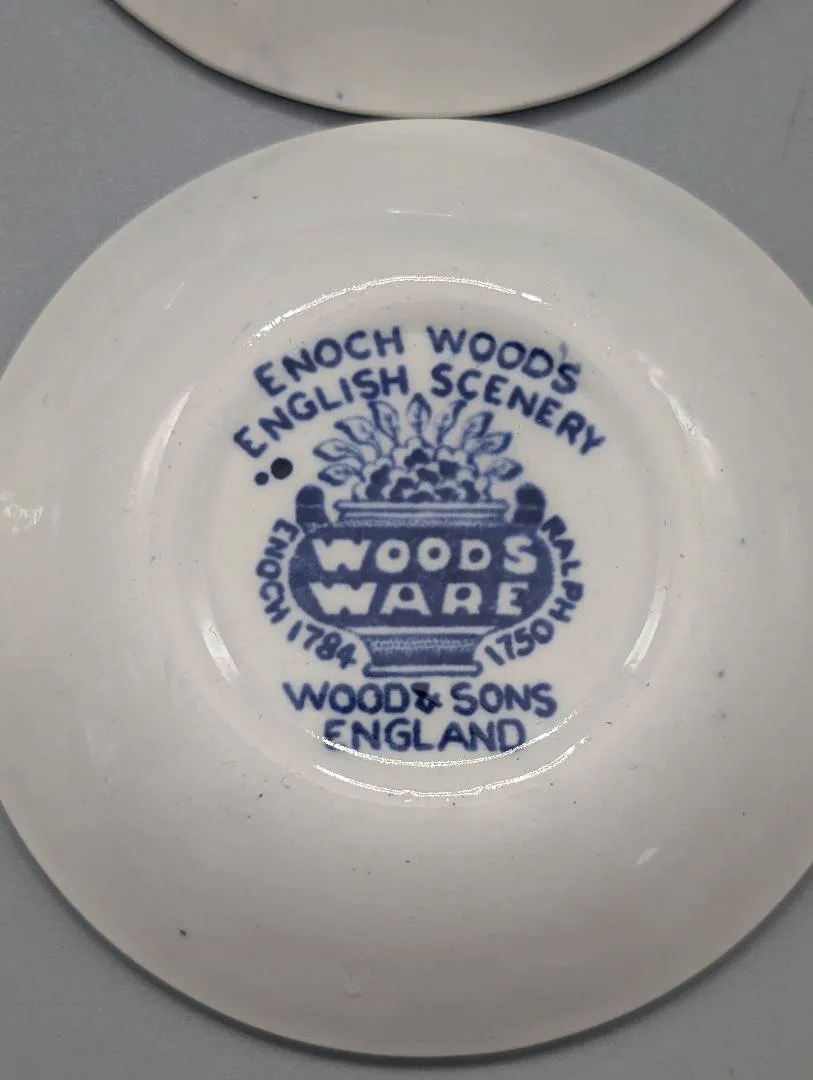 ENOCH WOODS
ENGLISH SCENERY
WOODS
WARE
ENOCH 1784
RALPH 1750
WOOD & SONS
ENGLAND